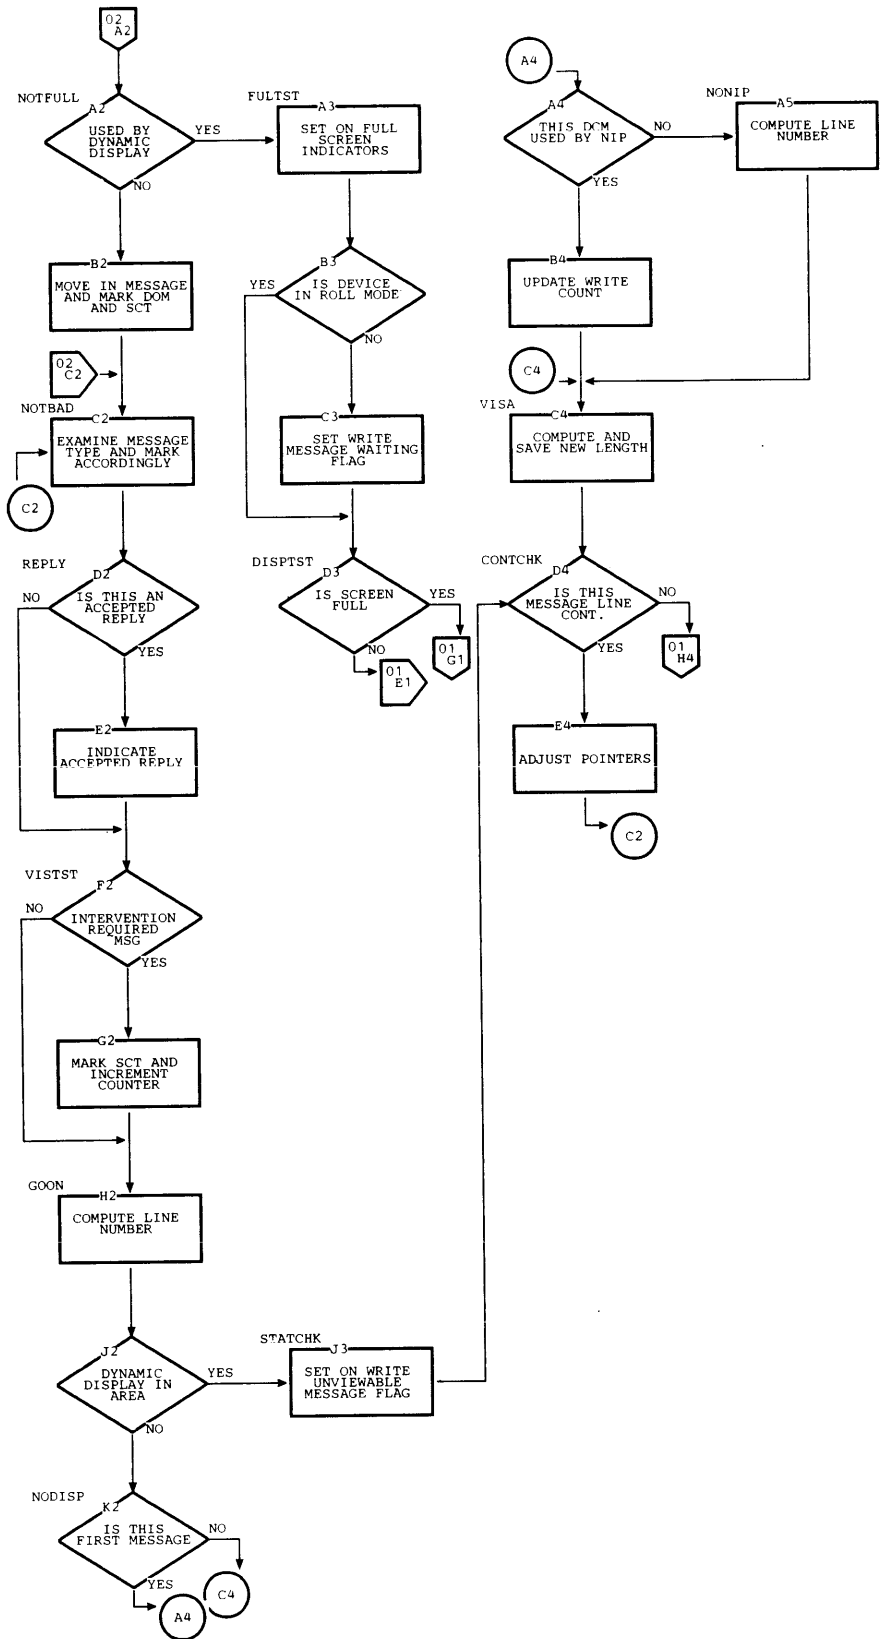 02
A2
NOTFULL
A2
USED BY
DYNAMIC
DISPLAY
YES
NO
B2
MOVE IN MESSAGE
AND MARK DOM
AND SCT
02
C2
NOTBAD
C2
EXAMINE MESSAGE
TYPE AND MARK
ACCORDINGLY
C2
REPLY
D2
NO
IS THIS AN
ACCEPTED
REPLY
YES
E2
INDICATE
ACCEPTED REPLY
VISTST
F2
NO
INTERVENTION
REQUIRED
MSG
YES
G2
MARK SCT AND
INCREMENT
COUNTER
GOON
H2
COMPUTE LINE
NUMBER
J2
DYNAMIC
DISPLAY IN
AREA
YES
NO
NODISP
K2
IS THIS
FIRST MESSAGE
NO
YES
A4
C4
FULTST
A3
SET ON FULL
SCREEN
INDICATORS
B3
YES
IS DEVICE
IN ROLL MODE
NO
C3
SET WRITE
MESSAGE WAITING
FLAG
DISPTST
D3
IS SCREEN
FULL
YES
NO
01
E1
01
G1
STATCHK
J3
SET ON WRITE
UNVIEWABLE
MESSAGE FLAG
A4
A4
THIS DCM
USED BY NIP
NO
YES
NONIP
A5
COMPUTE LINE
NUMBER
B4
UPDATE WRITE
COUNT
C4
VISA
C4
COMPUTE AND
SAVE NEW LENGTH
CONTCHK
D4
IS THIS
MESSAGE LINE
CONT.
NO
YES
01
H4
E4
ADJUST POINTERS
C2